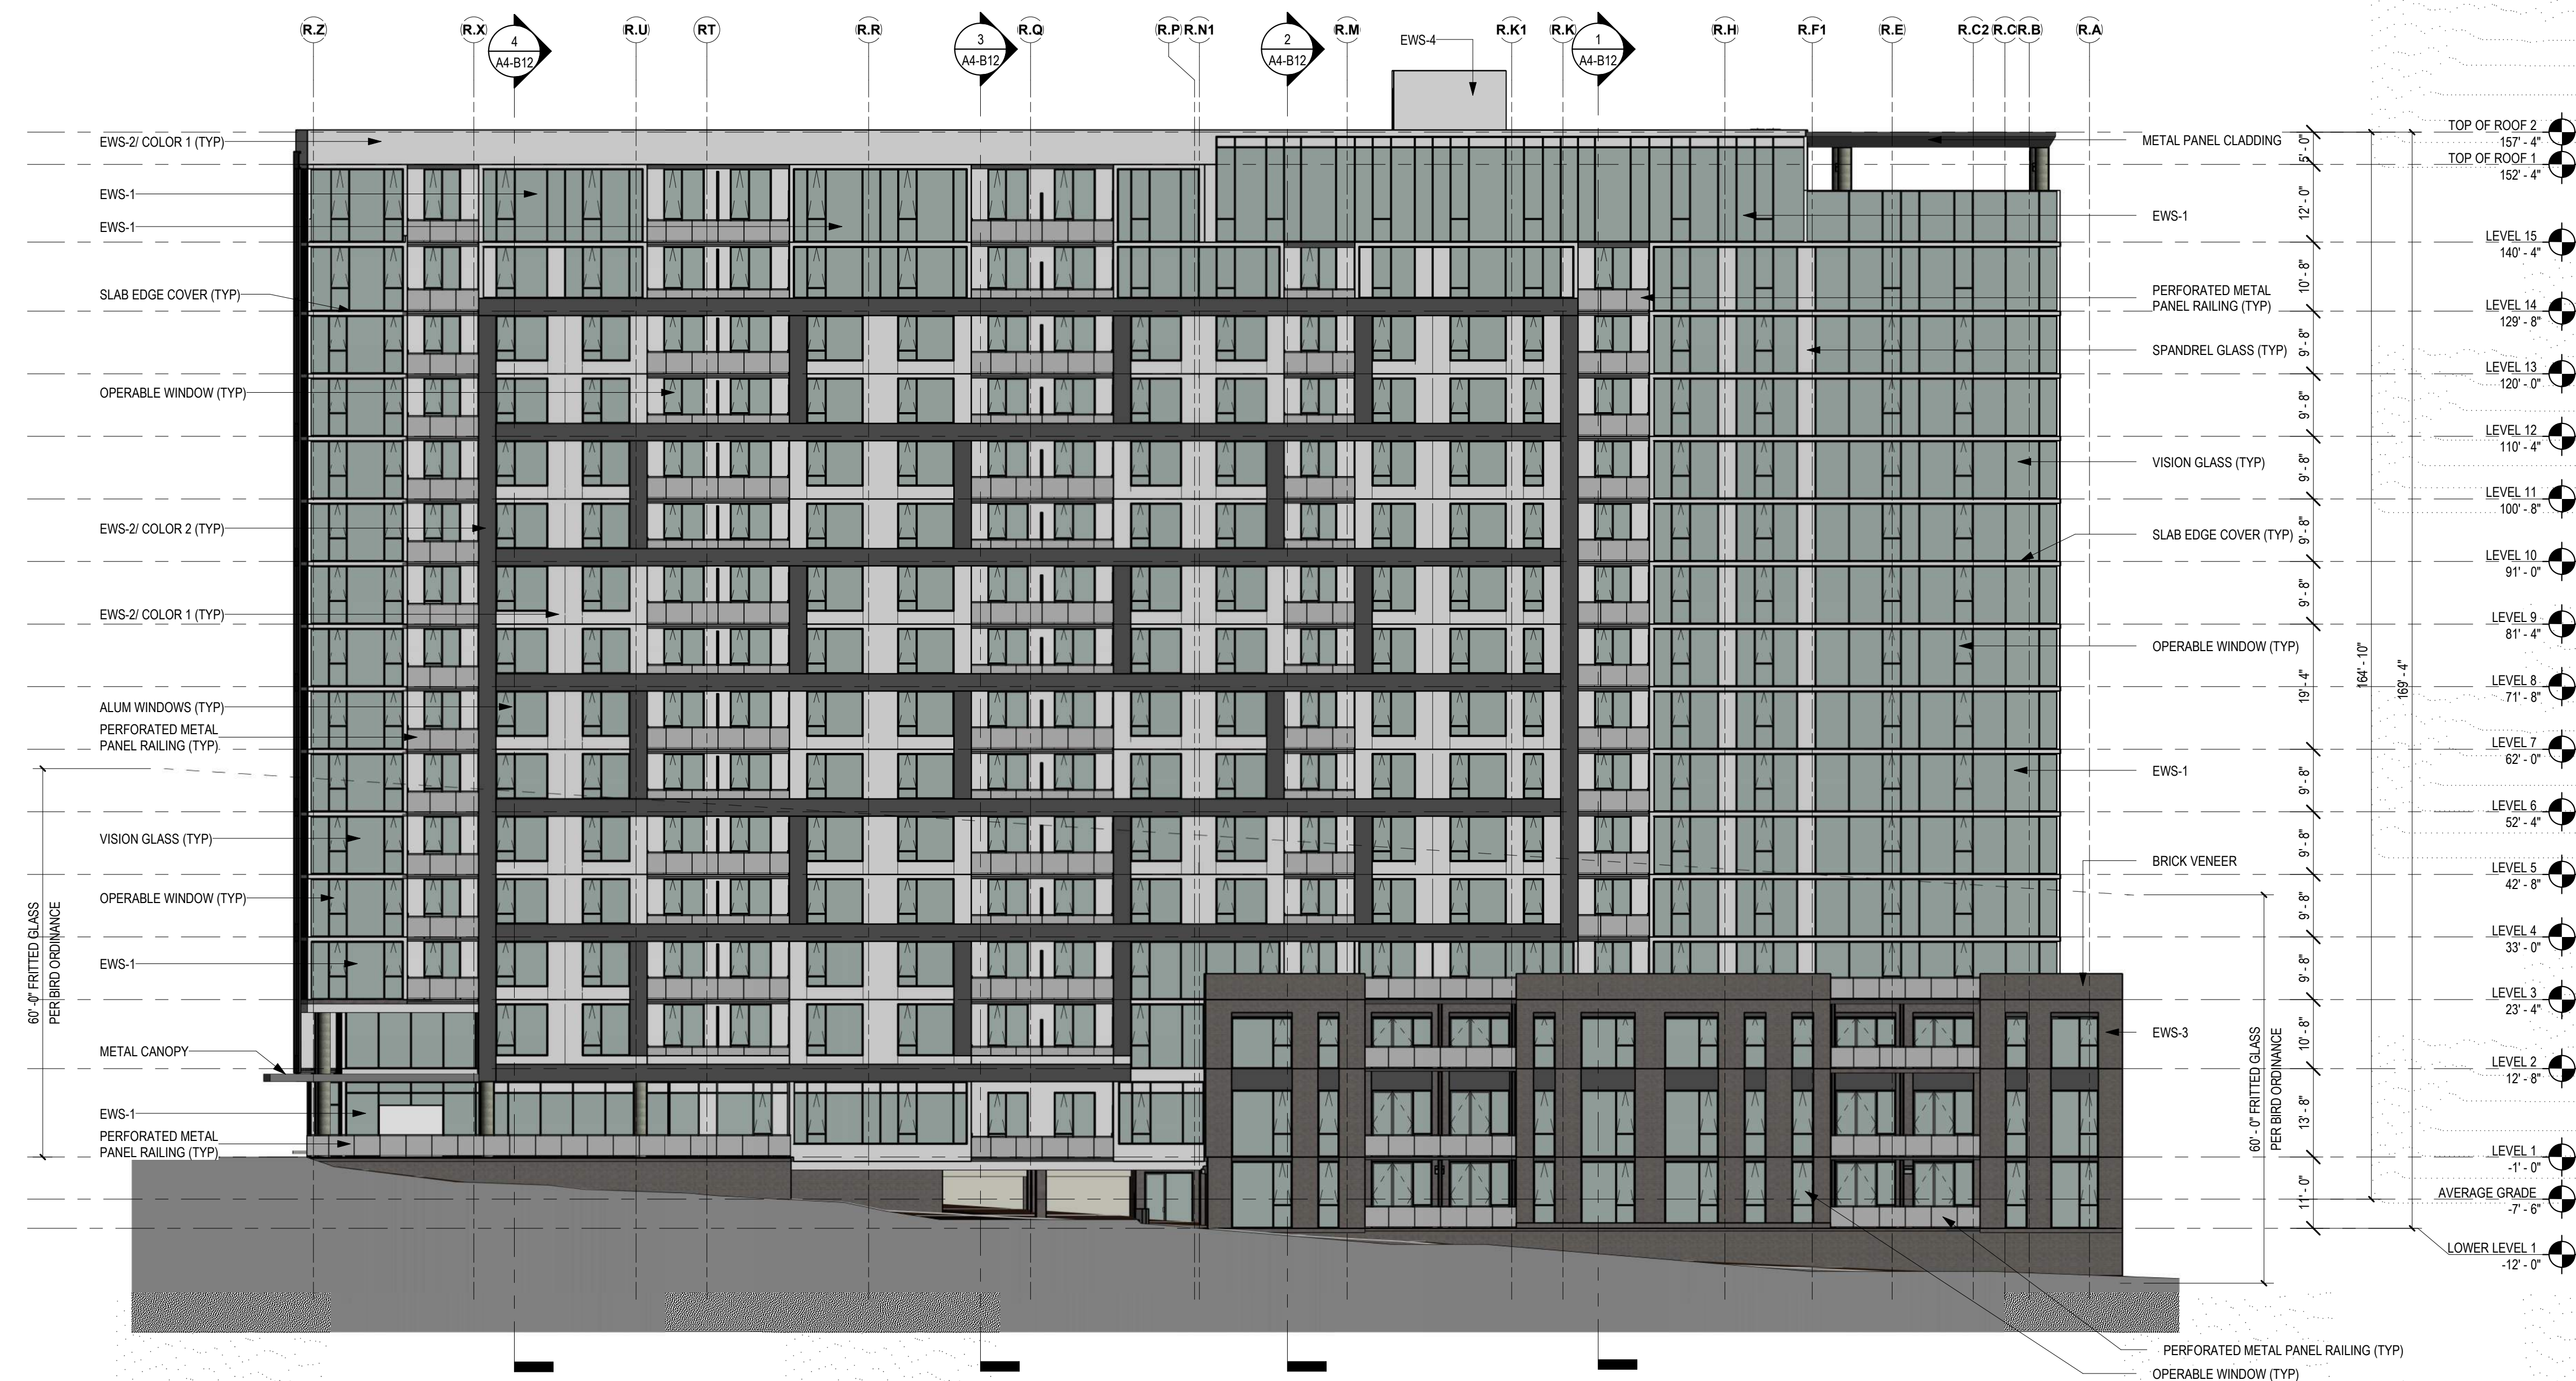 R.Z
R.X
R.U
RT
R.R
R.Q
R.P
R.N1
R.M
R.K1
R.K
R.H
R.F1
R.E
R.C2
R.C
R.B
R.A
4
A4-B12
3
A4-B12
2
A4-B12
1
A4-B12
EWS-4
EWS-2/ COLOR 1 (TYP)
EWS-1
EWS-1
SLAB EDGE COVER (TYP)
OPERABLE WINDOW (TYP)
EWS-2/ COLOR 2 (TYP)
EWS-2/ COLOR 1 (TYP)
ALUM WINDOWS (TYP)
PERFORATED METAL
PANEL RAILING (TYP)
VISION GLASS (TYP)
OPERABLE WINDOW (TYP)
EWS-1
METAL CANOPY
EWS-1
PERFORATED METAL
PANEL RAILING (TYP)
60' -0" FRITTED GLASS
PER BIRD ORDINANCE
METAL PANEL CLADDING
EWS-1
PERFORATED METAL
PANEL RAILING (TYP)
SPANDREL GLASS (TYP)
VISION GLASS (TYP)
SLAB EDGE COVER (TYP)
OPERABLE WINDOW (TYP)
EWS-1
BRICK VENEER
EWS-3
60' - 0" FRITTED GLASS
PER BIRD ORDINANCE
PERFORATED METAL PANEL RAILING (TYP)
OPERABLE WINDOW (TYP)
5' - 0"
12' - 0"
10' - 8"
9' - 8"
9' - 8"
9' - 8"
9' - 8"
9' - 8"
19' - 4"
9' - 8"
9' - 8"
9' - 8"
9' - 8"
10' - 8"
13' - 8"
11' - 0"
164' - 10"
169' - 4"
TOP OF ROOF 2
157' - 4"
TOP OF ROOF 1
152' - 4"
LEVEL 15
140' - 4"
LEVEL 14
129' - 8"
LEVEL 13
120' - 0"
LEVEL 12
110' - 4"
LEVEL 11
100' - 8"
LEVEL 10
91' - 0"
LEVEL 9
81' - 4"
LEVEL 8
71' - 8"
LEVEL 7
62' - 0"
LEVEL 6
52' - 4"
LEVEL 5
42' - 8"
LEVEL 4
33' - 0"
LEVEL 3
23' - 4"
LEVEL 2
12' - 8"
LEVEL 1
-1' - 0"
AVERAGE GRADE
-7' - 6"
LOWER LEVEL 1
-12' - 0"